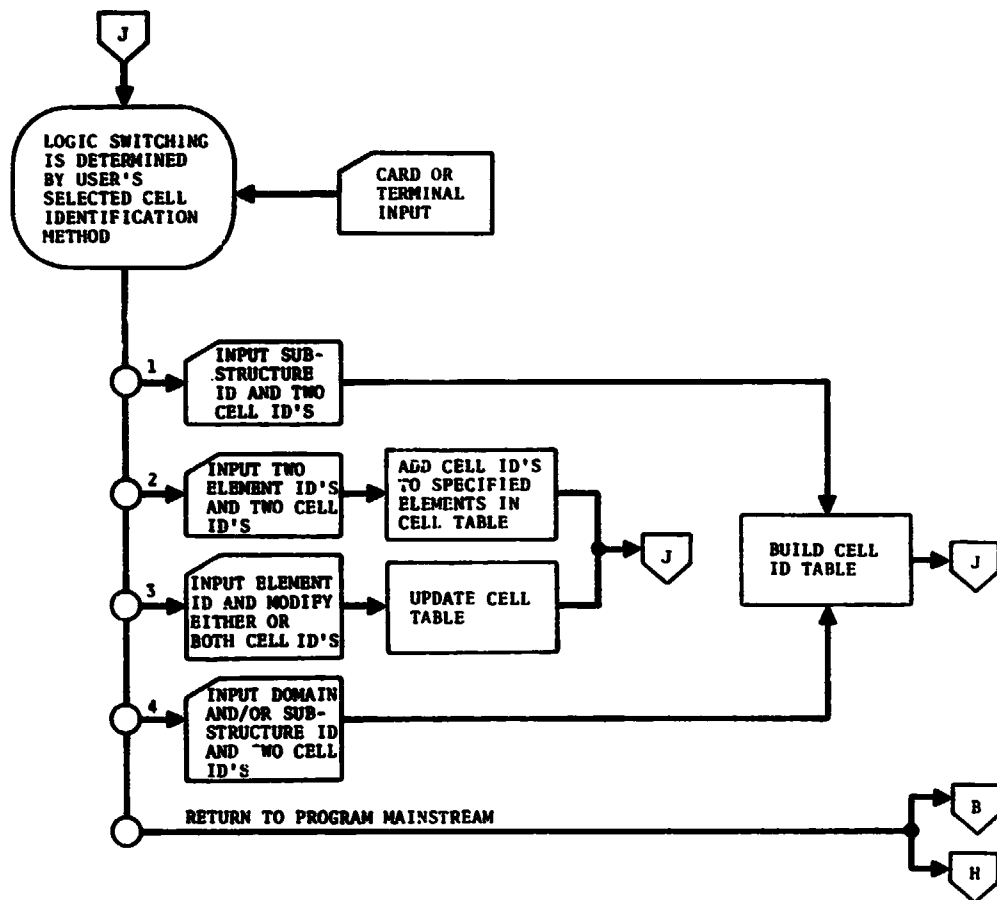 J
LOGIC SWITCHING
IS DETERMINED
BY USER'S
SELECTED CELL
IDENTIFICATION
METHOD
CARD OR
TERMINAL
INPUT
1
INPUT SUB-
STRUCTURE
ID AND TWO
CELL ID'S
2
INPUT TWO
ELEMENT ID'S
AND TWO CELL
ID'S
ADD CELL ID'S
TO SPECIFIED
ELEMENTS IN
CELL TABLE
J
BUILD CELL
ID TABLE
J
3
INPUT ELEMENT
ID AND MODIFY
EITHER OR
BOTH CELL ID'S
UPDATE CELL
TABLE
4
INPUT DOMAIN
AND/OR SUB-
STRUCTURE ID
AND TWO CELL
ID'S
RETURN TO PROGRAM MAINSTREAM
B
H